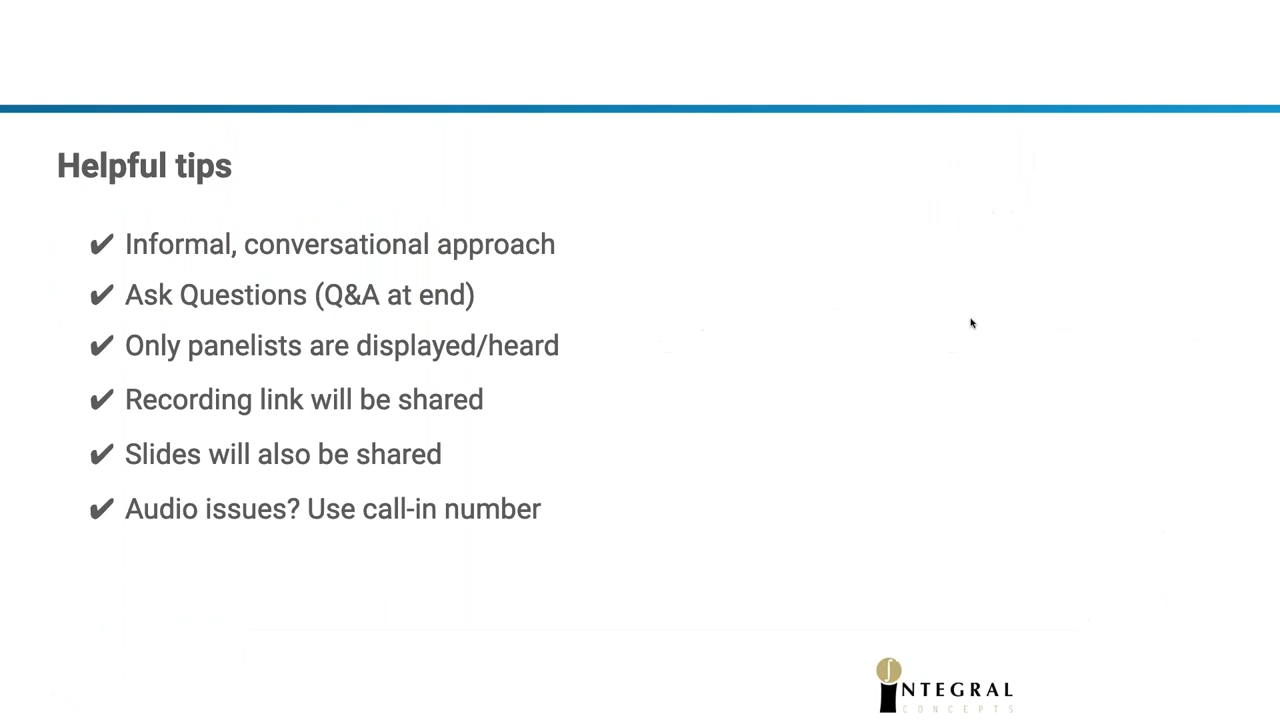 Helpful tips
✔ Informal, conversational approach
✔ Ask Questions (Q&A at end)
✔ Only panelists are displayed/heard
✔ Recording link will be shared
✔ Slides will also be shared
✔ Audio issues? Use call-in number
INTEGRAL
CONCEPTS